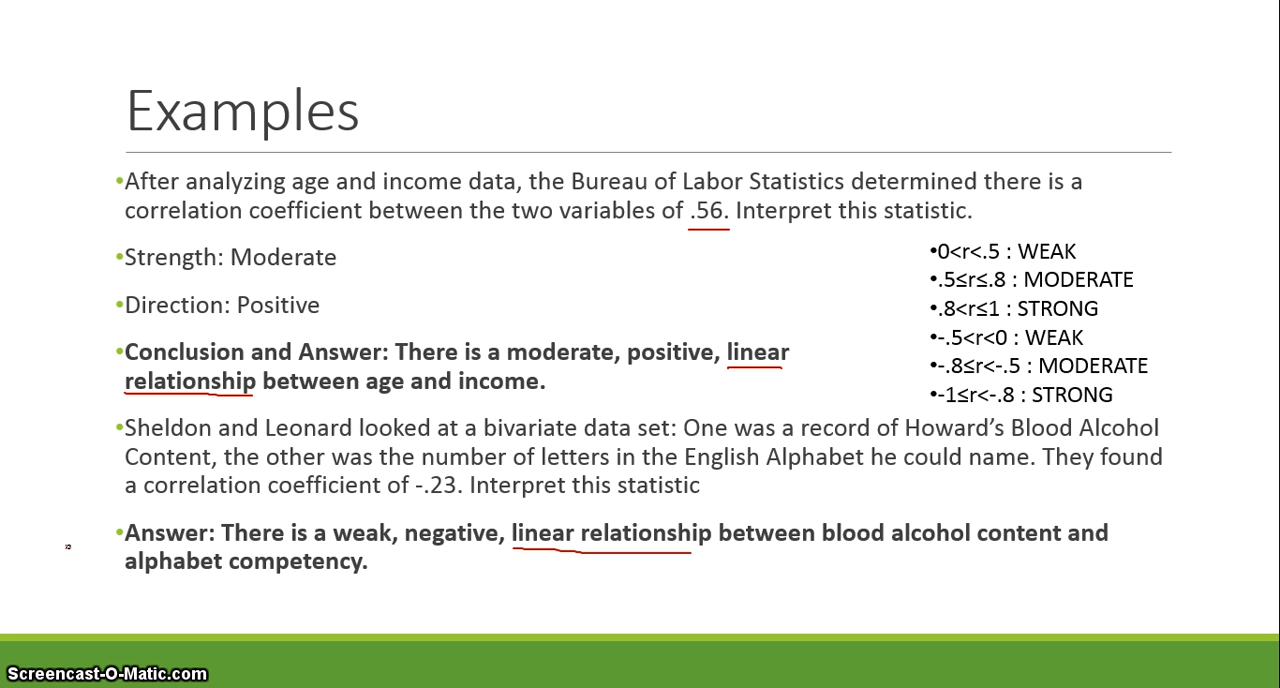 Examples
•After analyzing age and income data, the Bureau of Labor Statistics determined there is a
correlation coefficient between the two variables of .56. Interpret this statistic.
•Strength: Moderate
•Direction: Positive
•Conclusion and Answer: There is a moderate, positive, linear
relationship between age and income.
•0<r<.5 : WEAK
•.5≤r≤.8 : MODERATE
•.8<r≤1 : STRONG
•-.5<r<0 : WEAK
•-.8≤r<-.5 : MODERATE
•-1≤r<-.8 : STRONG
•Sheldon and Leonard looked at a bivariate data set: One was a record of Howard’s Blood Alcohol
Content, the other was the number of letters in the English Alphabet he could name. They found
a correlation coefficient of -.23. Interpret this statistic
•Answer: There is a weak, negative, linear relationship between blood alcohol content and
alphabet competency.
Screencast-O-Matic.com